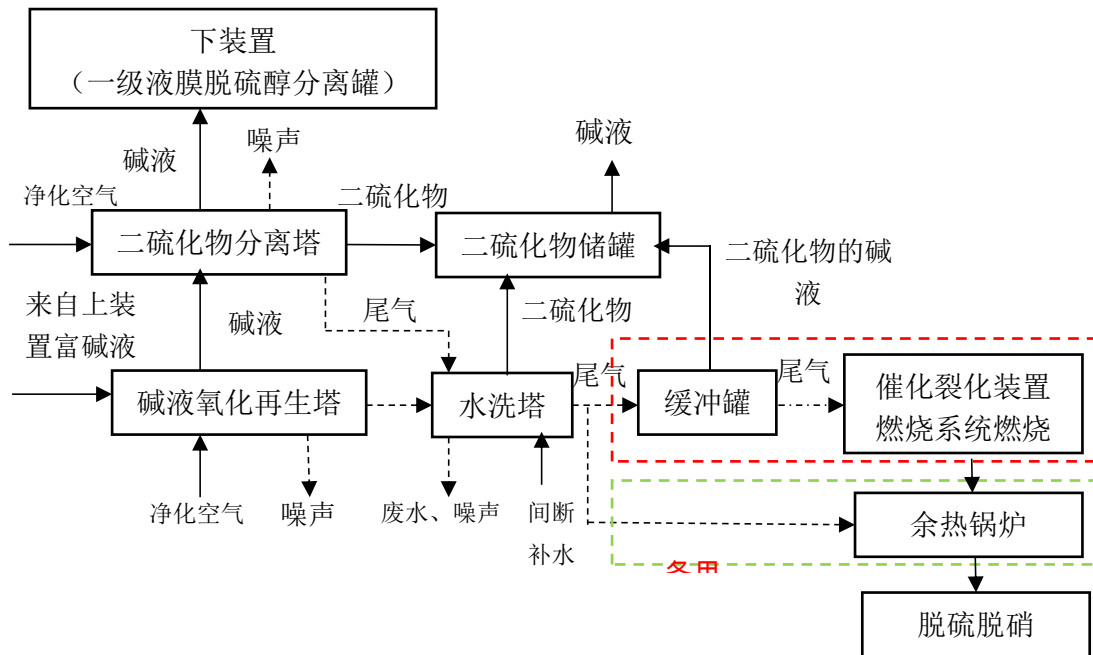 下装置
（一级液膜脱硫醇分离罐）
噪声
碱液
碱液
净化空气
二硫化物
二硫化物分离塔
二硫化物储罐
二硫化物的碱
液
来自上装
置富碱液
碱液
尾气
二硫化物
碱液氧化再生塔
水洗塔
尾气
缓冲罐
尾气
催化裂化装置
燃烧系统燃烧
净化空气
噪声
废水、噪声
间断
补水
余热锅炉
备用
脱硫脱硝